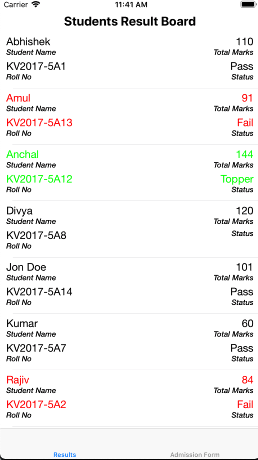 Carrier 11:41 AM
Students Result Board
Abhishek 110
Student Name Total Marks
KV2017-5A1 Pass
Roll No Status
Amul 91
Student Name Total Marks
KV2017-5A13 Fail
Roll No Status
Anchal 144
Student Name Total Marks
KV2017-5A12 Topper
Roll No Status
Divya 120
Student Name Total Marks
KV2017-5A8 Status
Roll No
Jon Doe 101
Student Name Total Marks
KV2017-5A14 Pass
Roll No Status
Kumar 60
Student Name Total Marks
KV2017-5A7 Pass
Roll No Status
Rajiv 84
Student Name Total Marks
KV2017-5A2 Fail
Roll No Status
Results Admission Form